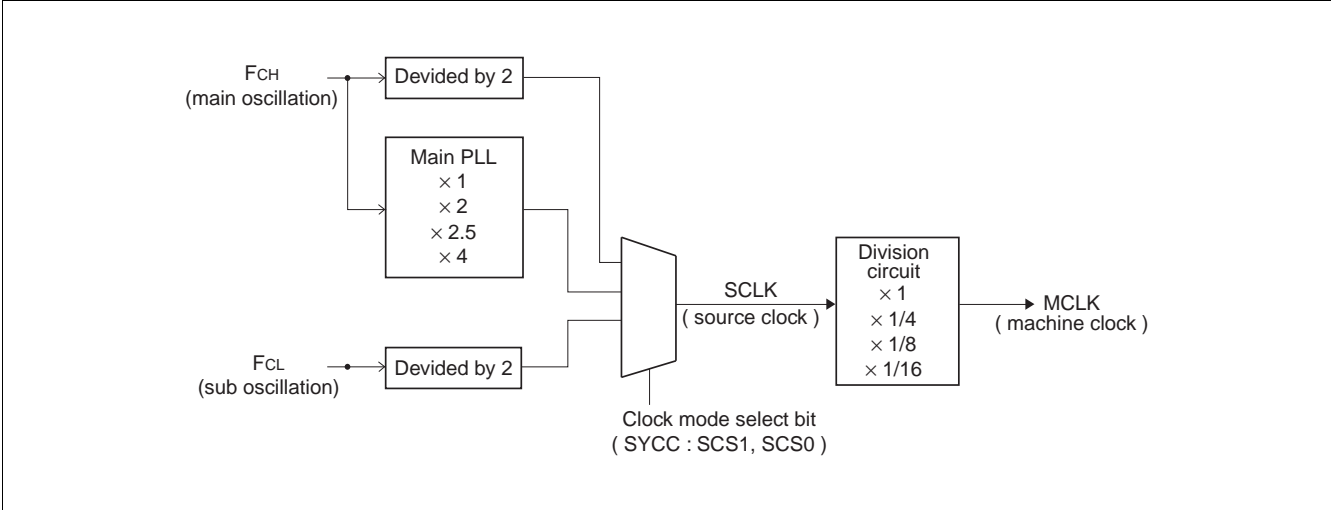 FCH
(main oscillation)
Devided by 2
Main PLL
× 1
× 2
× 2.5
× 4
FCL
(sub oscillation)
Devided by 2
Clock mode select bit
( SYCC : SCS1, SCS0 )
SCLK
( source clock )
Division
circuit
× 1
× 1/4
× 1/8
× 1/16
MCLK
( machine clock )